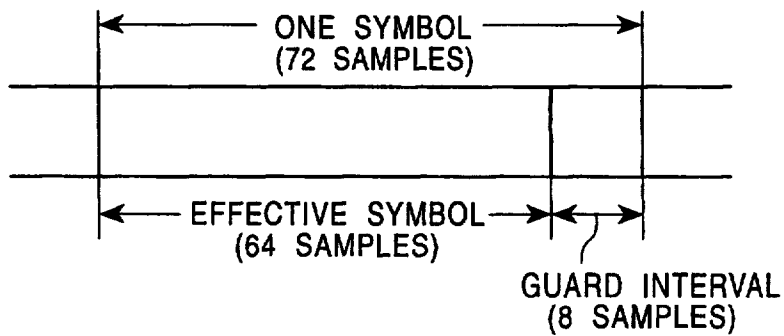 ONE SYMBOL
(72 SAMPLES)
EFFECTIVE SYMBOL
(64 SAMPLES)
GUARD INTERVAL
(8 SAMPLES)